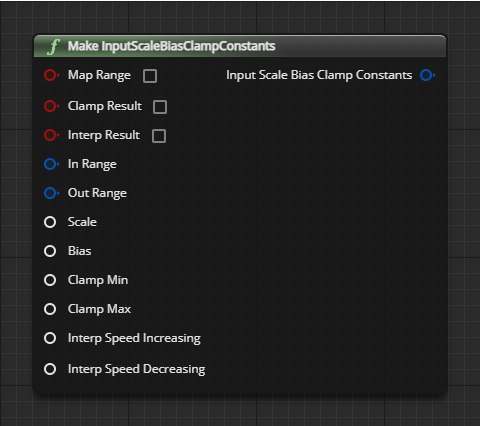 f Make InputScaleBiasClampConstants
Map Range Input Scale Bias Clamp Constants
Clamp Result
Interp Result
In Range
Out Range
Scale
Bias
Clamp Min
Clamp Max
Interp Speed Increasing
Interp Speed Decreasing